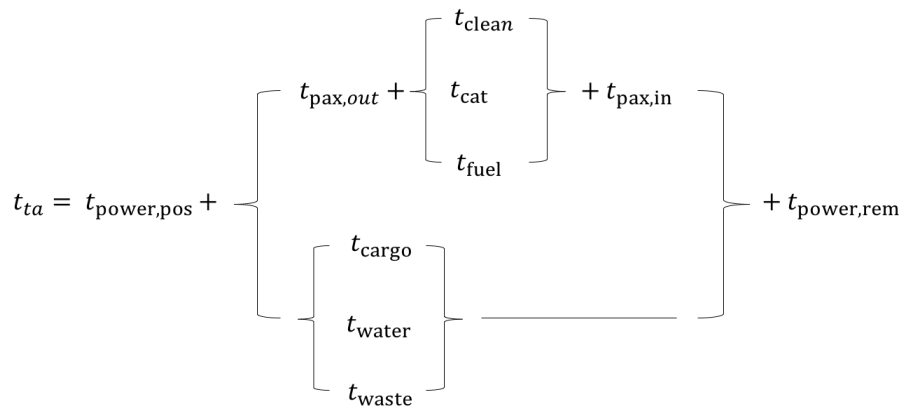 t_clean
t_pax,out + t_cat + t_pax,in
t_fuel
t_ta = t_power,pos + + t_power,rem
t_cargo
t_water
t_waste